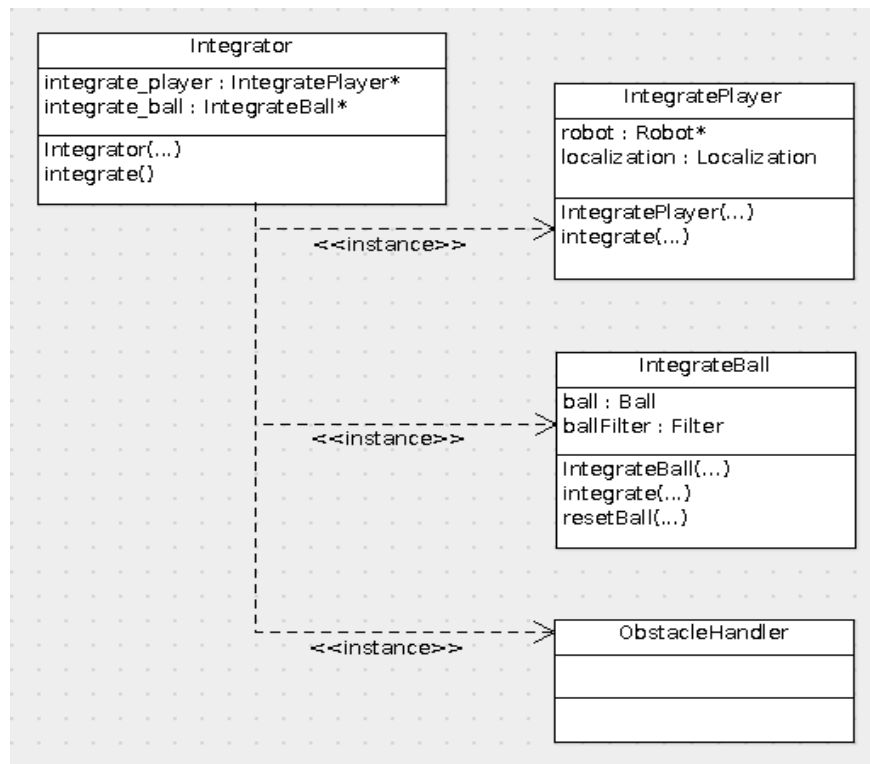 Integrator
integrate_player : IntegratePlayer*
integrate_ball : IntegrateBall*
Integrator(...)
integrate()
IntegratePlayer
robot : Robot*
localization : Localization
IntegratePlayer(...)
integrate(...)
<<instance>>
IntegrateBall
ball : Ball
ballFilter : Filter
<<instance>>
IntegrateBall(...)
integrate(...)
resetBall(...)
ObstacleHandler
<<instance>>